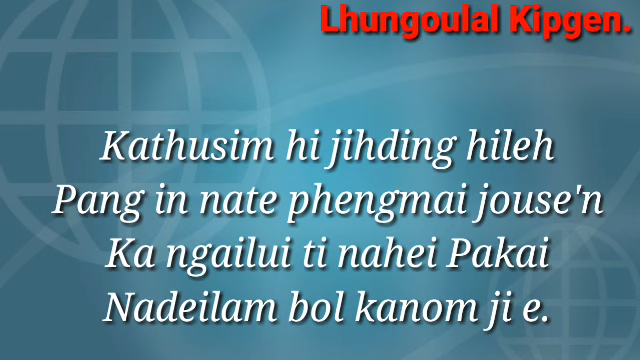 Lhungoulal Kipgen.
Kathusim hi jihding hileh
Pang in nate phengmai jouse'n
Ka ngailui ti nahei Pakai
Nadeilam bol kanom ji e.